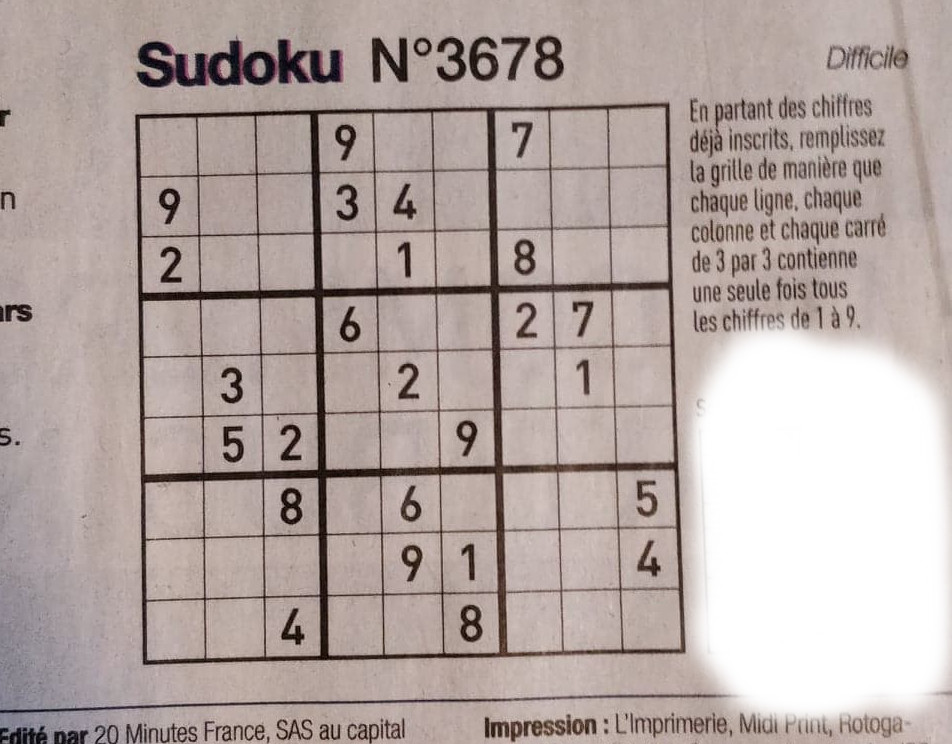 Sudoku N°3678
Difficile
En partant des chiffres
déjà inscrits, remplissez
la grille de manière que
chaque ligne, chaque
colonne et chaque carré
de 3 par 3 contienne
une seule fois tous
les chiffres de 1 à 9.
9 7
9 3 4
2 1 8
6 2 7
3 2 1
5 2 9
8 6 5
9 1 4
4 8
r
n
ars
s.
Edité par 20 Minutes France, SAS au capital
Impression : L'Imprimerie, Midi Print, Rotoga-